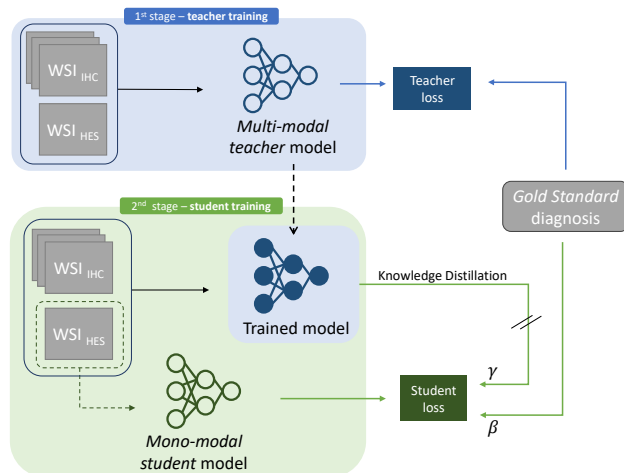 1st stage – teacher training
WSI IHC
WSI HES
Multi-modal
teacher model
Teacher
loss
Gold Standard
diagnosis
2nd stage – student training
WSI IHC
WSI HES
Trained model
Knowledge Distillation
γ
Student
loss
β
Mono-modal
student model